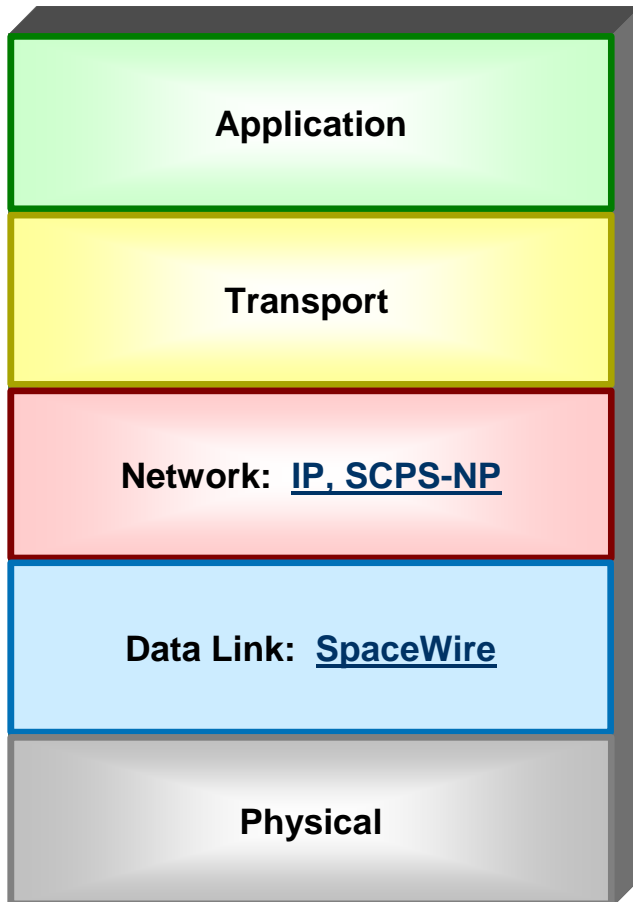 Application
Transport
Network: IP, SCPS-NP
Data Link: SpaceWire
Physical